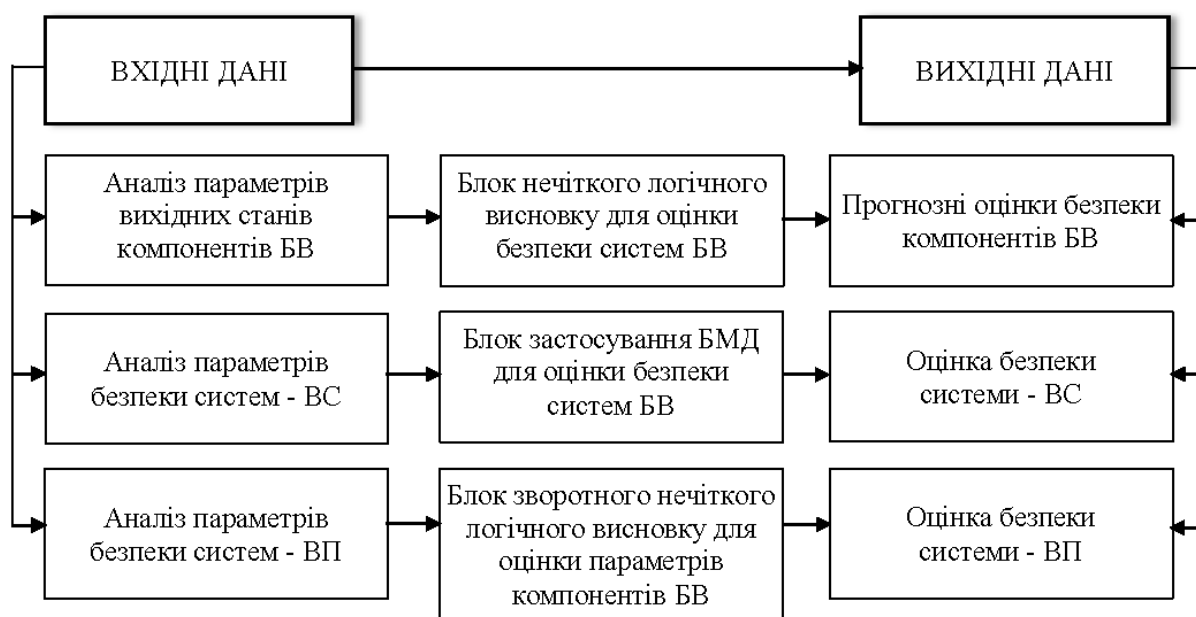 ВХІДНІ ДАНІ
ВИХІДНІ ДАНІ
Аналіз параметрів
вихідних станів
компонентів БВ
Блок нечіткого логічного
висновку для оцінки
безпеки систем БВ
Прогнозні оцінки безпеки
компонентів БВ
Аналіз параметрів
безпеки систем - ВС
Блок застосування БМД
для оцінки безпеки
систем БВ
Оцінка безпеки
системи - ВС
Аналіз параметрів
безпеки систем - ВП
Блок зворотного нечіткого
логічного висновку для
оцінки параметрів
компонентів БВ
Оцінка безпеки
системи - ВП